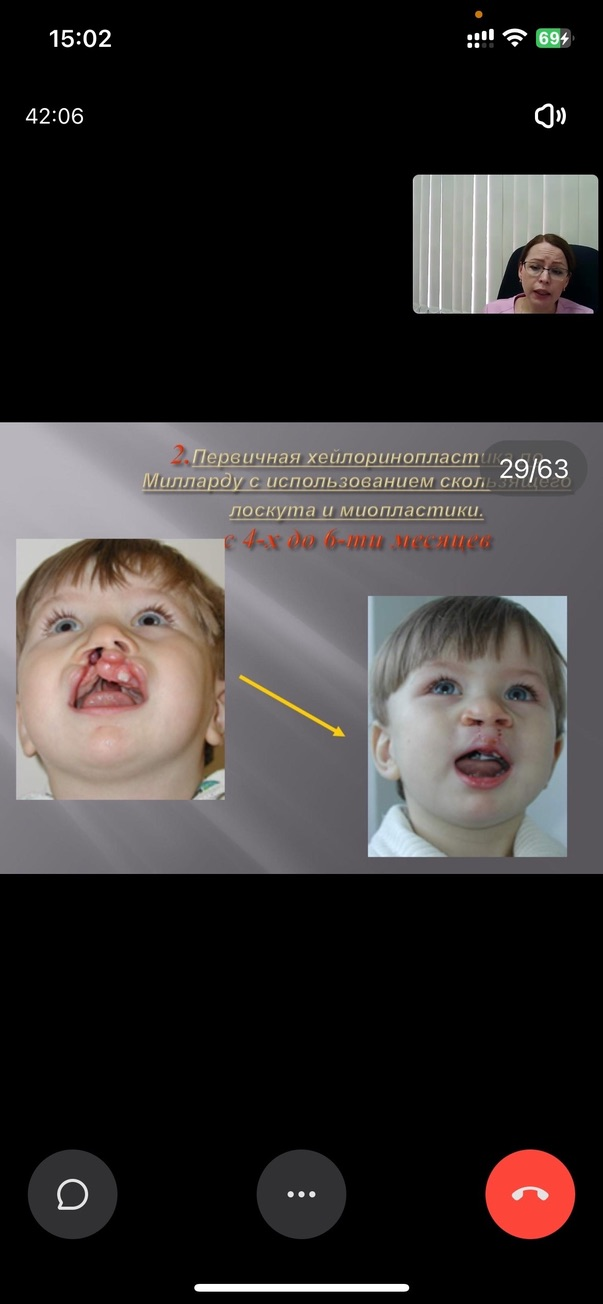 15:02
69
42:06
29/63
2.Первичная хейлоринопластика по
Милларду с использованием скользящего
лоскута и миопластики.
с 4-х до 6-ти месяцев